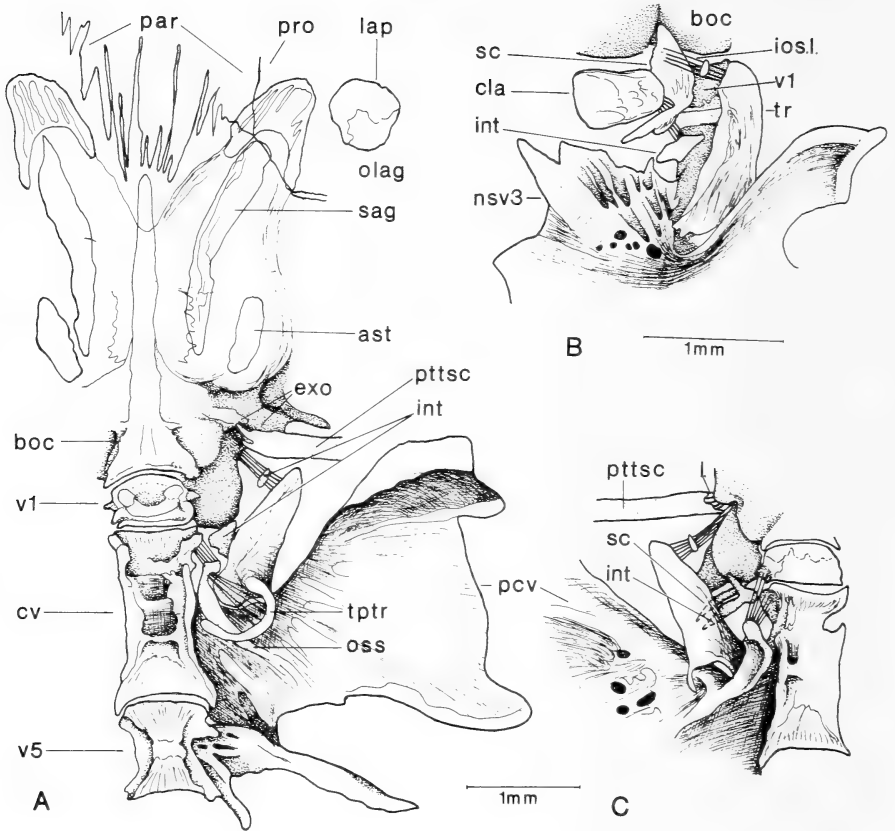 par
pro
lap
olag
sag
ast
exo
pttsc
int
boc
v1
cv
tptr
oss
pcv
v5
A
1mm
boc
sc
ios.l.
cla
v1
tr
int
nsv3
B
1mm
pttsc
l
sc
int
pcv
C